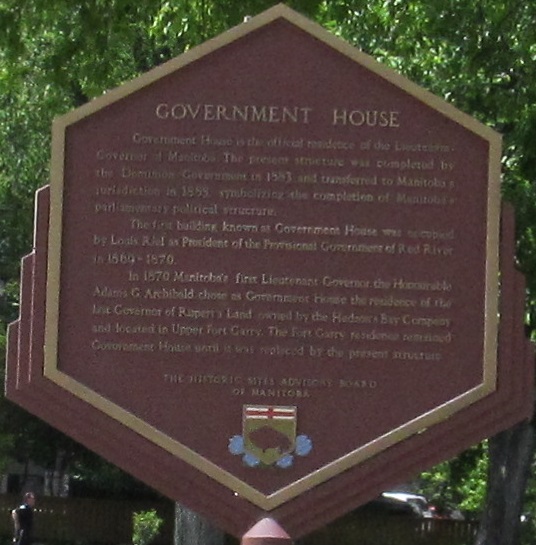 GOVERNMENT HOUSE
Government House is the official residence of the Lieutenant-
Governor of Manitoba. The present structure was completed by
the Dominion Government in 1883 and transferred to Manitoba's
jurisdiction in symbolizing the completion of Manitoba's
parliamentary political structure.
The first building known as Government House was occupied
by Louis Riel as President of the Provisional Government of Red River
in 1869-1870.
In 1870 Manitoba's first Lieutenant Governor, the Honourable
Adams G. Archibald chose as Government House the residence of the
last Governor of Rupert's Land owned by the Hudson's Bay Company
and located in Upper Fort Garry. The Fort Garry residence remained
Government House until it was replaced by the present structure.
THE HISTORIC SITES ADVISORY BOARD
OF MANITOBA